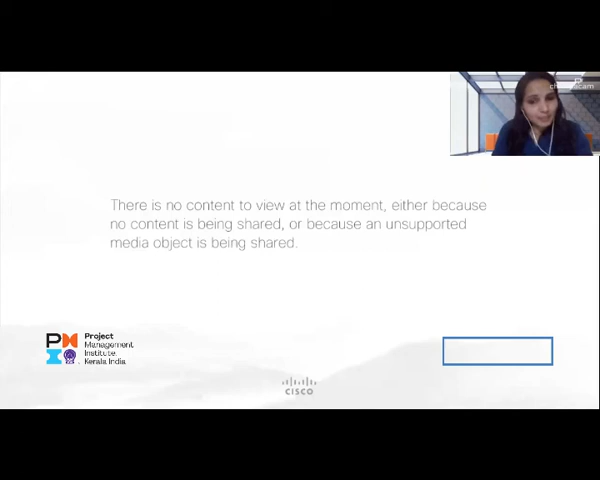 There is no content to view at the moment, either because
no content is being shared, or because an unsupported
media object is being shared.
Project
Management
Institute.
Kerala India
CISCO